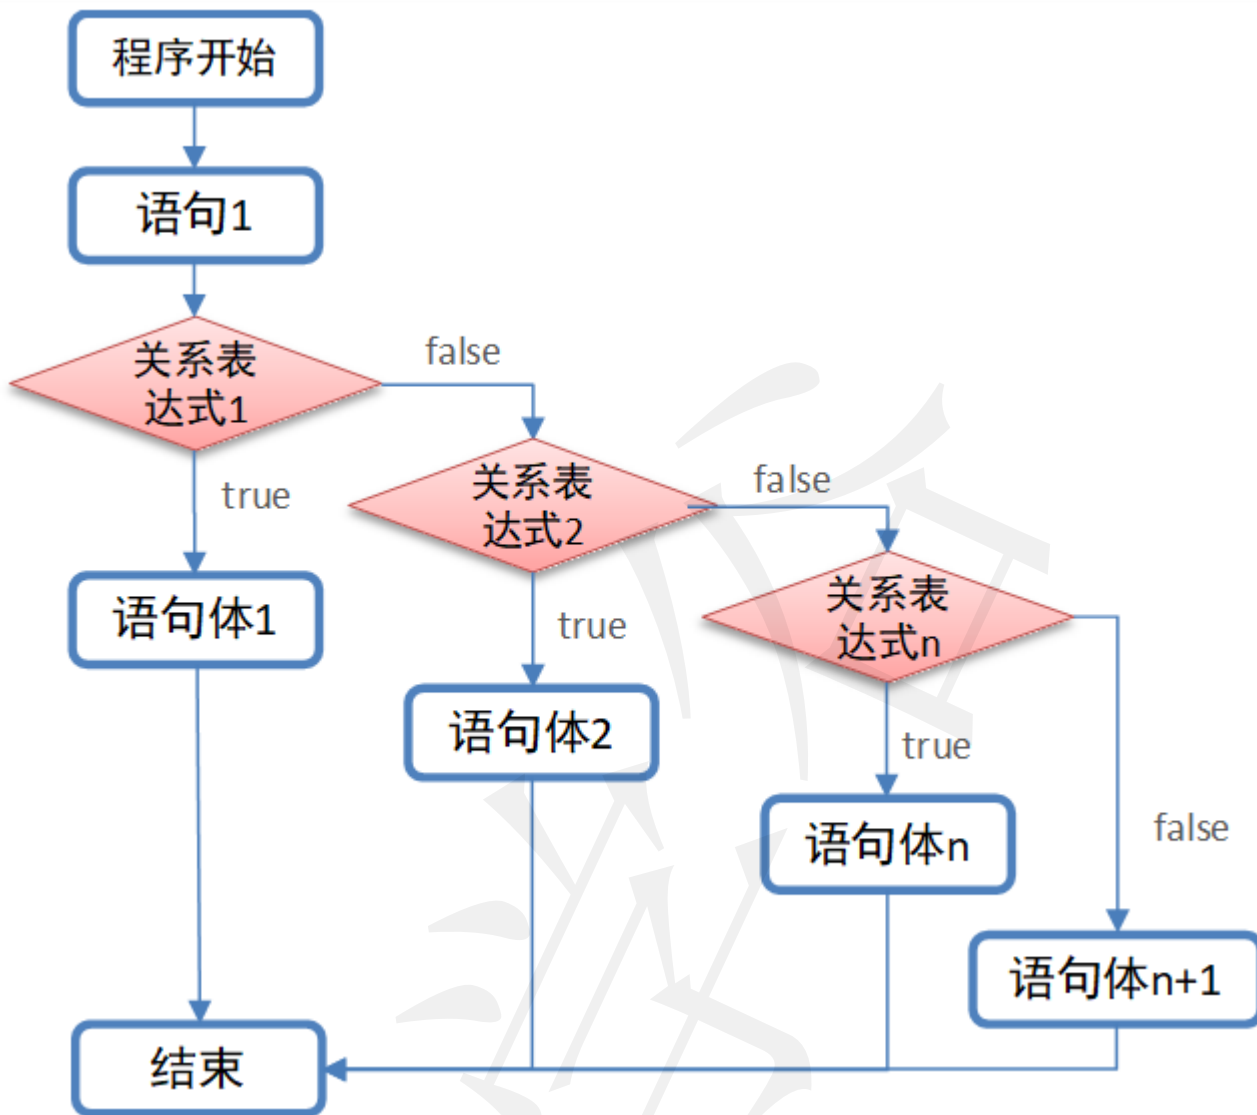 程序开始
语句1
关系表
达式1
false
true
关系表
达式2
false
true
关系表
达式n
语句体1
语句体2
true
false
语句体n
语句体n+1
结束